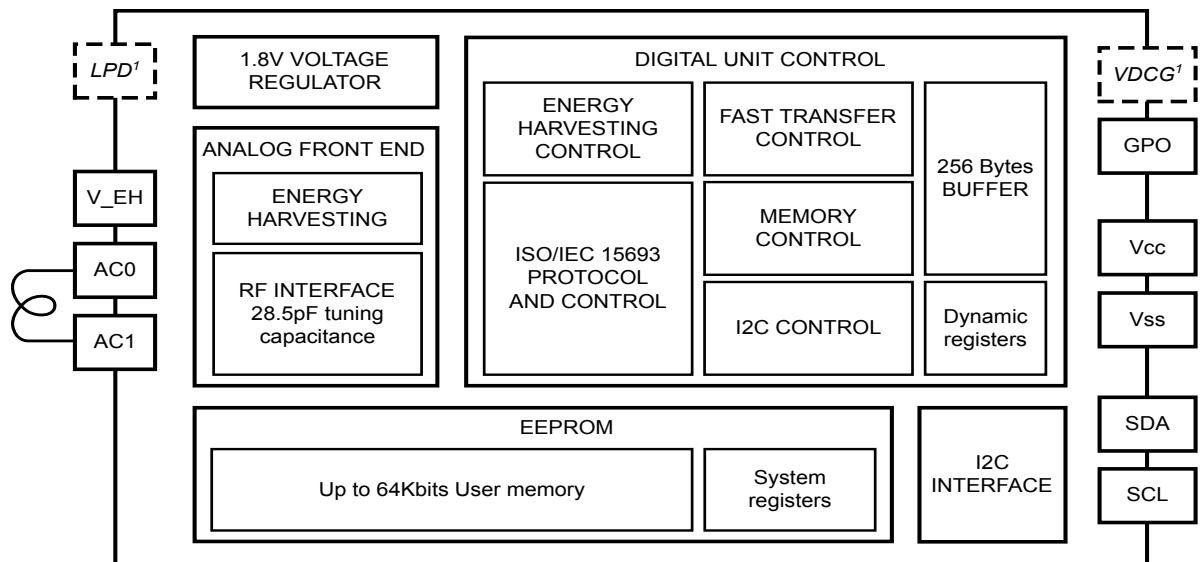 LPD¹
V_EH
AC0
AC1
1.8V VOLTAGE
REGULATOR
ANALOG FRONT END
ENERGY
HARVESTING
RF INTERFACE
28.5pF tuning
capacitance
DIGITAL UNIT CONTROL
ENERGY
HARVESTING
CONTROL
FAST TRANSFER
CONTROL
256 Bytes
BUFFER
ISO/IEC 15693
PROTOCOL
AND CONTROL
MEMORY
CONTROL
I2C CONTROL
Dynamic
registers
EEPROM
Up to 64Kbits User memory
System
registers
I2C
INTERFACE
VDCG¹
GPO
Vcc
Vss
SDA
SCL